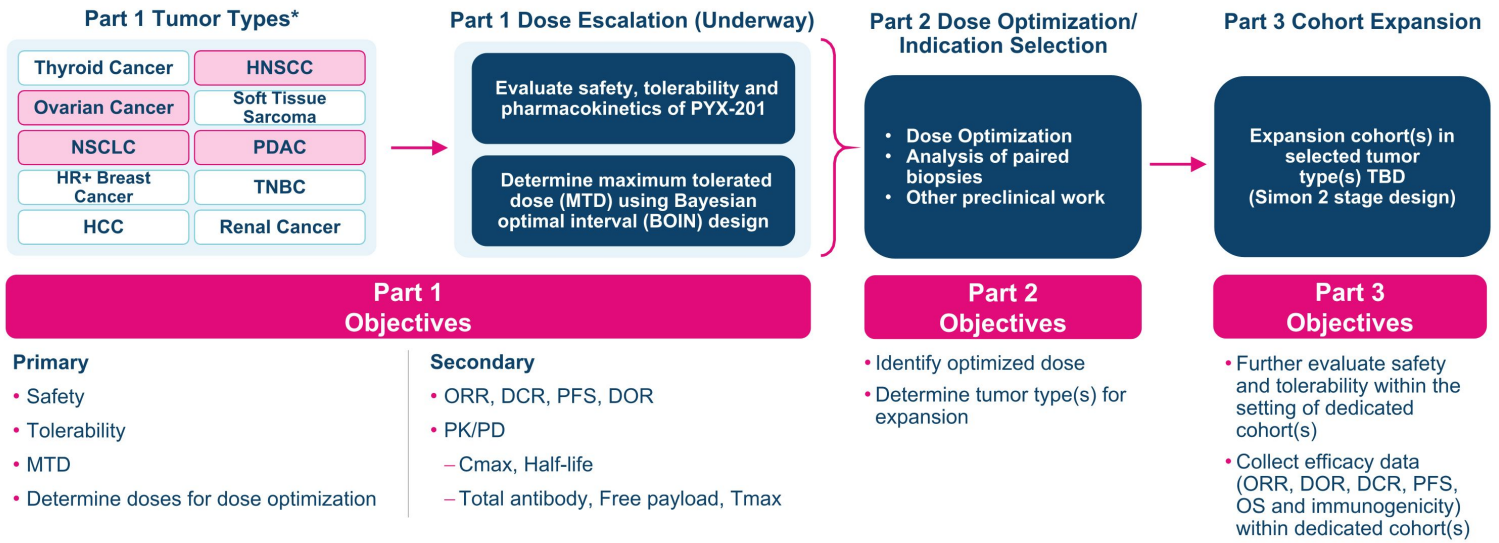 Part 1 Tumor Types*
Thyroid Cancer
HNSCC
Ovarian Cancer
Soft Tissue
Sarcoma
NSCLC
PDAC
HR+ Breast
Cancer
TNBC
HCC
Renal Cancer
Part 1 Dose Escalation (Underway)
Evaluate safety, tolerability and
pharmacokinetics of PYX-201
Determine maximum tolerated
dose (MTD) using Bayesian
optimal interval (BOIN) design
Part 2 Dose Optimization/
Indication Selection
• Dose Optimization
• Analysis of paired
biopsies
• Other preclinical work
Part 3 Cohort Expansion
Expansion cohort(s) in
selected tumor
type(s) TBD
(Simon 2 stage design)
Part 1
Objectives
Primary
• Safety
• Tolerability
• MTD
• Determine doses for dose optimization
Secondary
• ORR, DCR, PFS, DOR
• PK/PD
– Cmax, Half-life
– Total antibody, Free payload, Tmax
Part 2
Objectives
• Identify optimized dose
• Determine tumor type(s) for
expansion
Part 3
Objectives
• Further evaluate safety
and tolerability within the
setting of dedicated
cohort(s)
• Collect efficacy data
(ORR, DOR, DCR, PFS,
OS and immunogenicity)
within dedicated cohort(s)